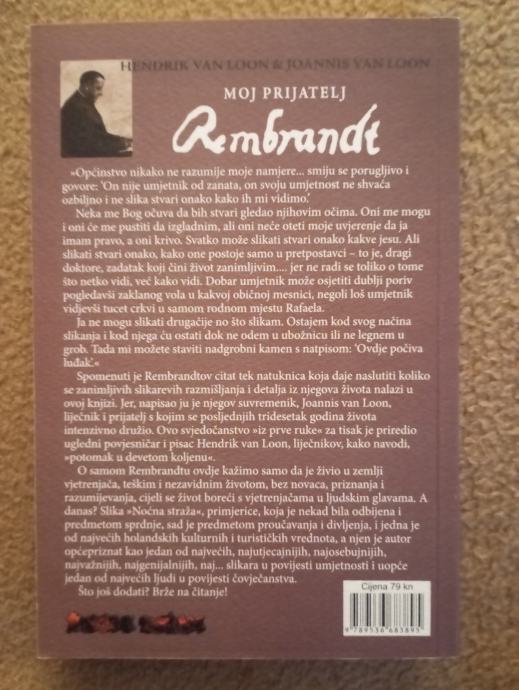 HENDRIK VAN LOON & JOANNIS VAN LOON
MOJ PRIJATELJ
Rembrandt
»Općinstvo nikako ne razumije moje namjere... smiju se porugljivo i
govore: 'On nije umjetnik od zanata, on svoju umjetnost ne shvaća
ozbiljno i ne slika stvari onako kako ih mi vidimo.'
Neka me Bog očuva da bih stvari gledao njihovim očima. Oni me mogu
i oni će me pustiti da izgladnim, ali oni neće oteti moje uvjerenje da ja
imam pravo, a oni krivo. Svatko može slikati stvari onako kakve jesu. Ali
slikati stvari onako, kako one postoje samo u pretpostavci – to je, dragi
doktore, zadatak koji čini život zanimljivim.... jer ne radi se toliko o tome
što netko vidi, već kako vidi. Dobar umjetnik može osjetiti dublji poriv
pogledavši zaklanog vola u kakvoj običnoj mesnici, negoli loš umjetnik
vidjevši tucet crkvi u samom rodnom mjestu Rafaela.
Ja ne mogu slikati drugačije no što slikam. Ostajem kod svog načina
slikanja i kod njega ću ostati dok ne odem u ubožnicu ili ne legnem u
grob. Tada mi možete staviti nadgrobni kamen s natpisom: 'Ovdje počiva
luđak'.«
Spomenuti je Rembrandtov citat tek natuknica koja daje naslutiti koliko
se zanimljivih slikarevih razmišljanja i detalja iz njegova života nalazi u
ovoj knjizi. Jer, napisao ju je njegov suvremenik, Joannis van Loon,
liječnik i prijatelj s kojim se posljednjih tridesetak godina života
intenzivno družio. Ovo svjedočanstvo »iz prve ruke« za tisak je priredio
ugledni povjesničar i pisac Hendrik van Loon, liječnikov, kako navodi,
»potomak u devetom koljenu«.
O samom Rembrandtu ovdje kažimo samo da je živio u zemlji
vjetrenjača, teškim i nezavidnim životom, bez novaca, priznanja i
razumijevanja, cijeli se život boreći s vjetrenjačama u ljudskim glavama. A
danas? Slika »Noćna straža«, primjerice, koja je nekad bila odbijena i
predmetom sprdnje, sad je predmetom proučavanja i divljenja, i jedna je
od najvećih holandskih kulturnih i turističkih vrednota, a njen je autor
općepriznat kao jedan od najvećih, najutjecajnijih, najosebujnijih,
najvažnijih, najgenijalnijih, naj... slikara u povijesti umjetnosti i uopće
jedan od najvećih ljudi u povijesti čovječanstva.
Što još dodati? Brže na čitanje!
Cijena 79 kn
9 789536 683895